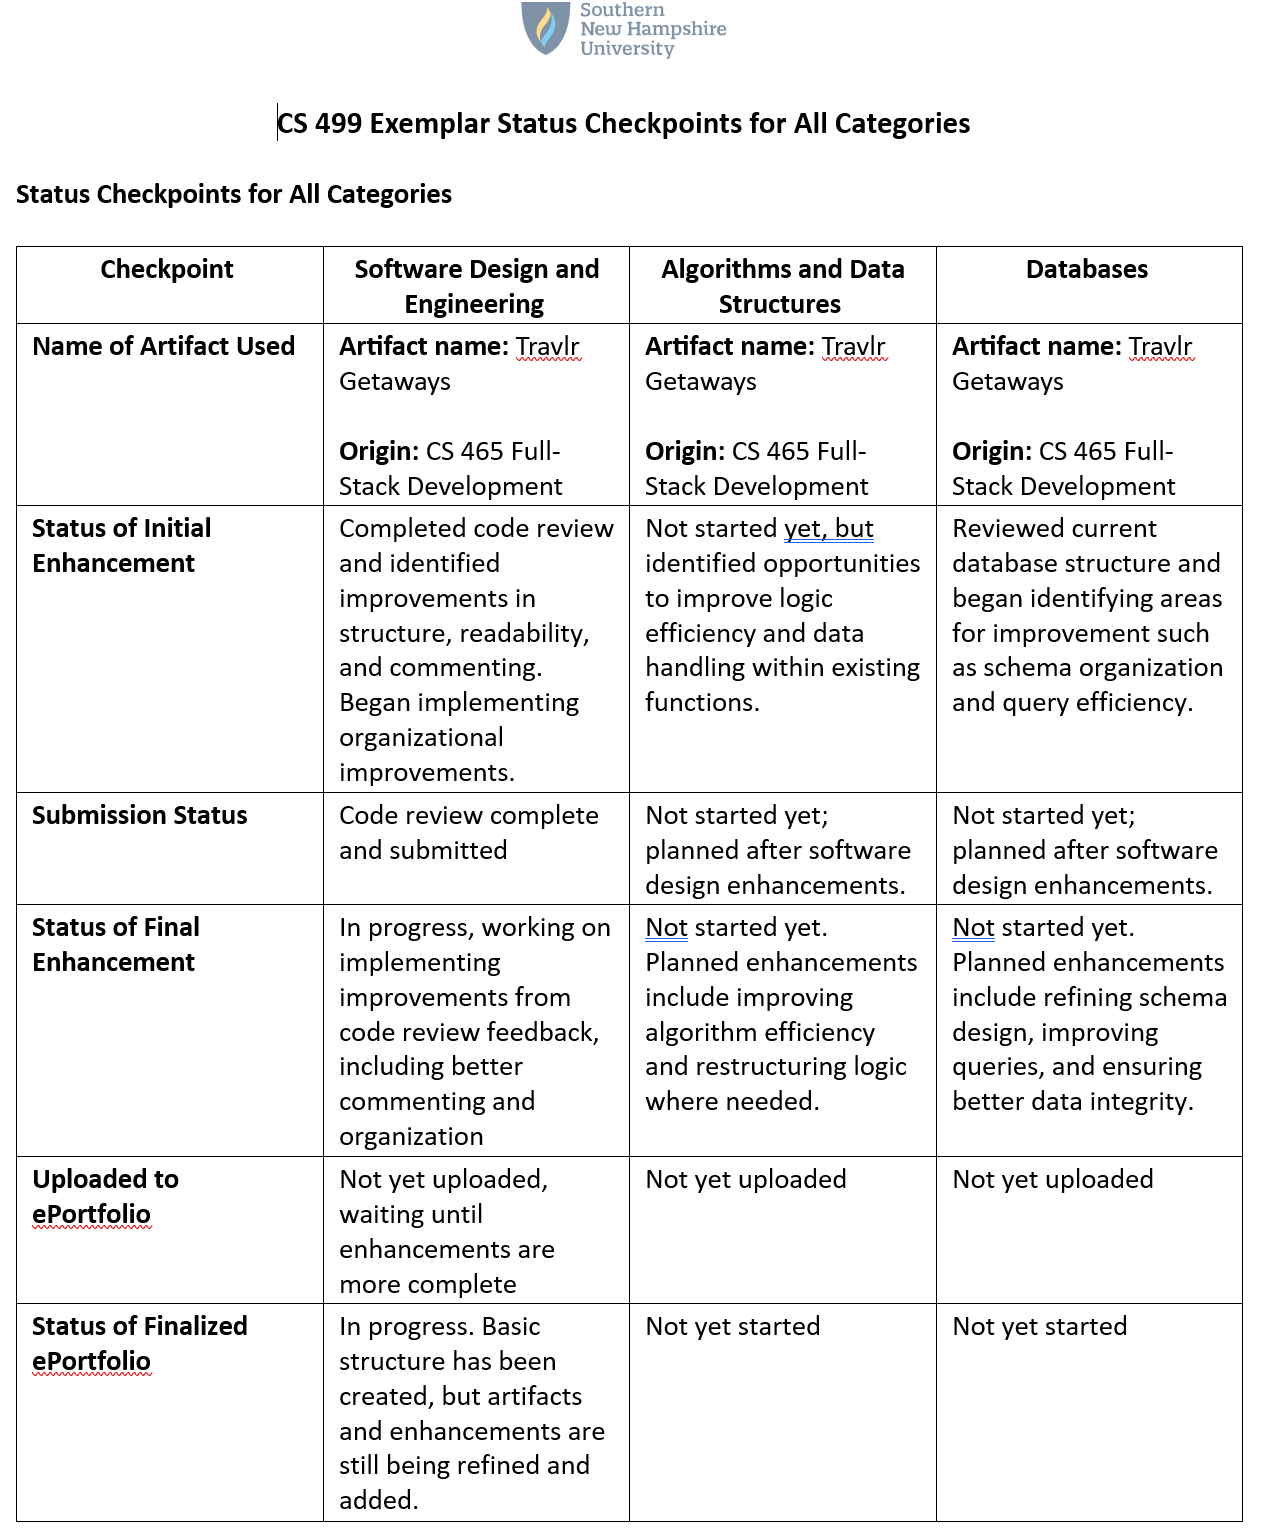 Southern
New Hampshire
University
CS 499 Exemplar Status Checkpoints for All Categories
Status Checkpoints for All Categories
Checkpoint
Software Design and
Engineering
Algorithms and Data
Structures
Databases
Name of Artifact Used
Artifact name: Travlr
Getaways
Origin: CS 465 Full-
Stack Development
Artifact name: Travlr
Getaways
Origin: CS 465 Full-
Stack Development
Artifact name: Travlr
Getaways
Origin: CS 465 Full-
Stack Development
Status of Initial
Enhancement
Completed code review
and identified
improvements in
structure, readability,
and commenting.
Began implementing
organizational
improvements.
Not started yet, but
identified opportunities
to improve logic
efficiency and data
handling within existing
functions.
Reviewed current
database structure and
began identifying areas
for improvement such
as schema organization
and query efficiency.
Submission Status
Code review complete
and submitted
Not started yet;
planned after software
design enhancements.
Not started yet;
planned after software
design enhancements.
Status of Final
Enhancement
In progress, working on
implementing
improvements from
code review feedback,
including better
commenting and
organization
Not started yet.
Planned enhancements
include improving
algorithm efficiency
and restructuring logic
where needed.
Not started yet.
Planned enhancements
include refining schema
design, improving
queries, and ensuring
better data integrity.
Uploaded to
ePortfolio
Not yet uploaded,
waiting until
enhancements are
more complete
Not yet uploaded
Not yet uploaded
Status of Finalized
ePortfolio
In progress. Basic
structure has been
created, but artifacts
and enhancements are
still being refined and
added.
Not yet started
Not yet started